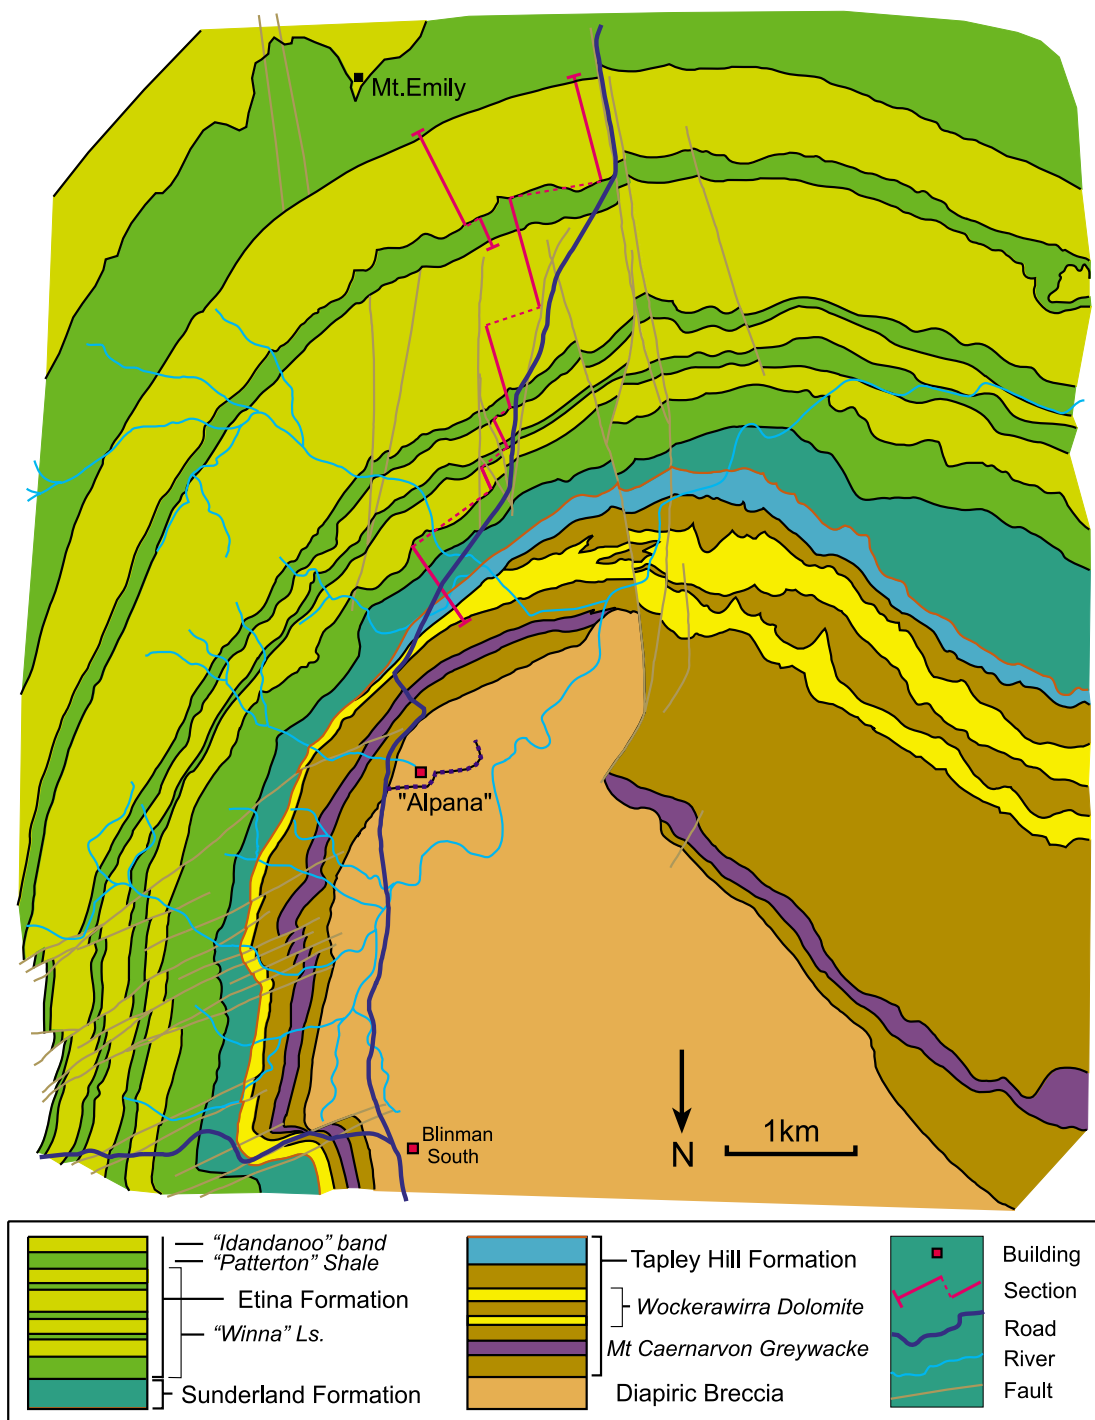 Mt.Emily
"Alpana"
Blinman
South
N
1km
"Idandanoo" band
"Patterton" Shale
Etina Formation
"Winna" Ls.
Sunderland Formation
Tapley Hill Formation
Wockerawirra Dolomite
Mt Caernarvon Greywacke
Diapiric Breccia
Building
Section
Road
River
Fault